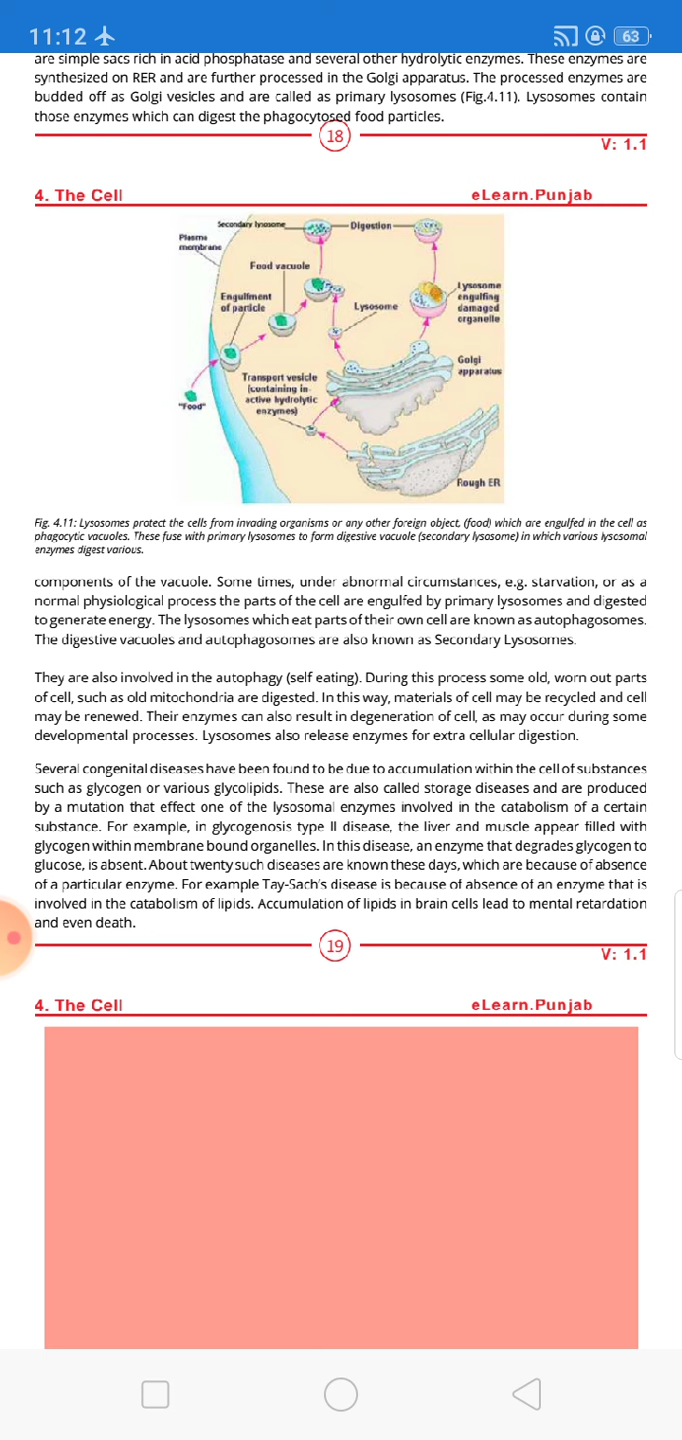 11:12
63
are simple sacs rich in acid phosphatase and several other hydrolytic enzymes. These enzymes are
synthesized on RER and are further processed in the Golgi apparatus. The processed enzymes are
budded off as Golgi vesicles and are called as primary lysosomes (Fig.4.11). Lysosomes contain
those enzymes which can digest the phagocytosed food particles.
18
V: 1.1
4. The Cell
eLearn.Punjab
Secondary lysosome
Digestion
Plasma
membrane
Food vacuole
Engulfment
of particle
Lysosome
Lysosome
engulfing
damaged
organelle
Golgi
apparatus
Transport vesicle
(containing in-
active hydrolytic
enzymes)
"Food"
Rough ER
Fig. 4.11: Lysosomes protect the cells from invading organisms or any other foreign object, (food) which are engulfed in the cell as
phagocytic vacuoles. These fuse with primary lysosomes to form digestive vacuole (secondary lysosome) in which various lysosomal
enzymes digest various.
components of the vacuole. Some times, under abnormal circumstances, e.g. starvation, or as a
normal physiological process the parts of the cell are engulfed by primary lysosomes and digested
to generate energy. The lysosomes which eat parts of their own cell are known as autophagosomes.
The digestive vacuoles and autophagosomes are also known as Secondary Lysosomes.
They are also involved in the autophagy (self eating). During this process some old, worn out parts
of cell, such as old mitochondria are digested. In this way, materials of cell may be recycled and cell
may be renewed. Their enzymes can also result in degeneration of cell, as may occur during some
developmental processes. Lysosomes also release enzymes for extra cellular digestion.
Several congenital diseases have been found to be due to accumulation within the cell of substances
such as glycogen or various glycolipids. These are also called storage diseases and are produced
by a mutation that effect one of the lysosomal enzymes involved in the catabolism of a certain
substance. For example, in glycogenosis type II disease, the liver and muscle appear filled with
glycogen within membrane bound organelles. In this disease, an enzyme that degrades glycogen to
glucose, is absent. About twenty such diseases are known these days, which are because of absence
of a particular enzyme. For example Tay-Sach's disease is because of absence of an enzyme that is
involved in the catabolism of lipids. Accumulation of lipids in brain cells lead to mental retardation
and even death.
19
V: 1.1
4. The Cell
eLearn.Punjab